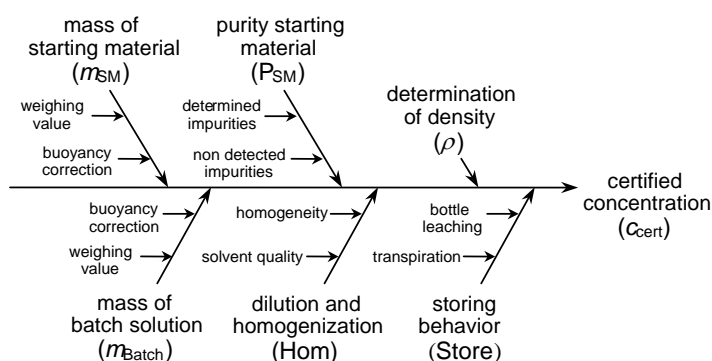 mass of
starting material
(mSM)
weighing
value
buoyancy
correction
purity starting
material
(PSM)
determined
impurities
non detected
impurities
determination
of density
(ρ)
certified
concentration
(ccert)
buoyancy
correction
weighing
value
mass of
batch solution
(mBatch)
homogeneity
solvent quality
dilution and
homogenization
(Hom)
bottle
leaching
transpiration
storing
behavior
(Store)